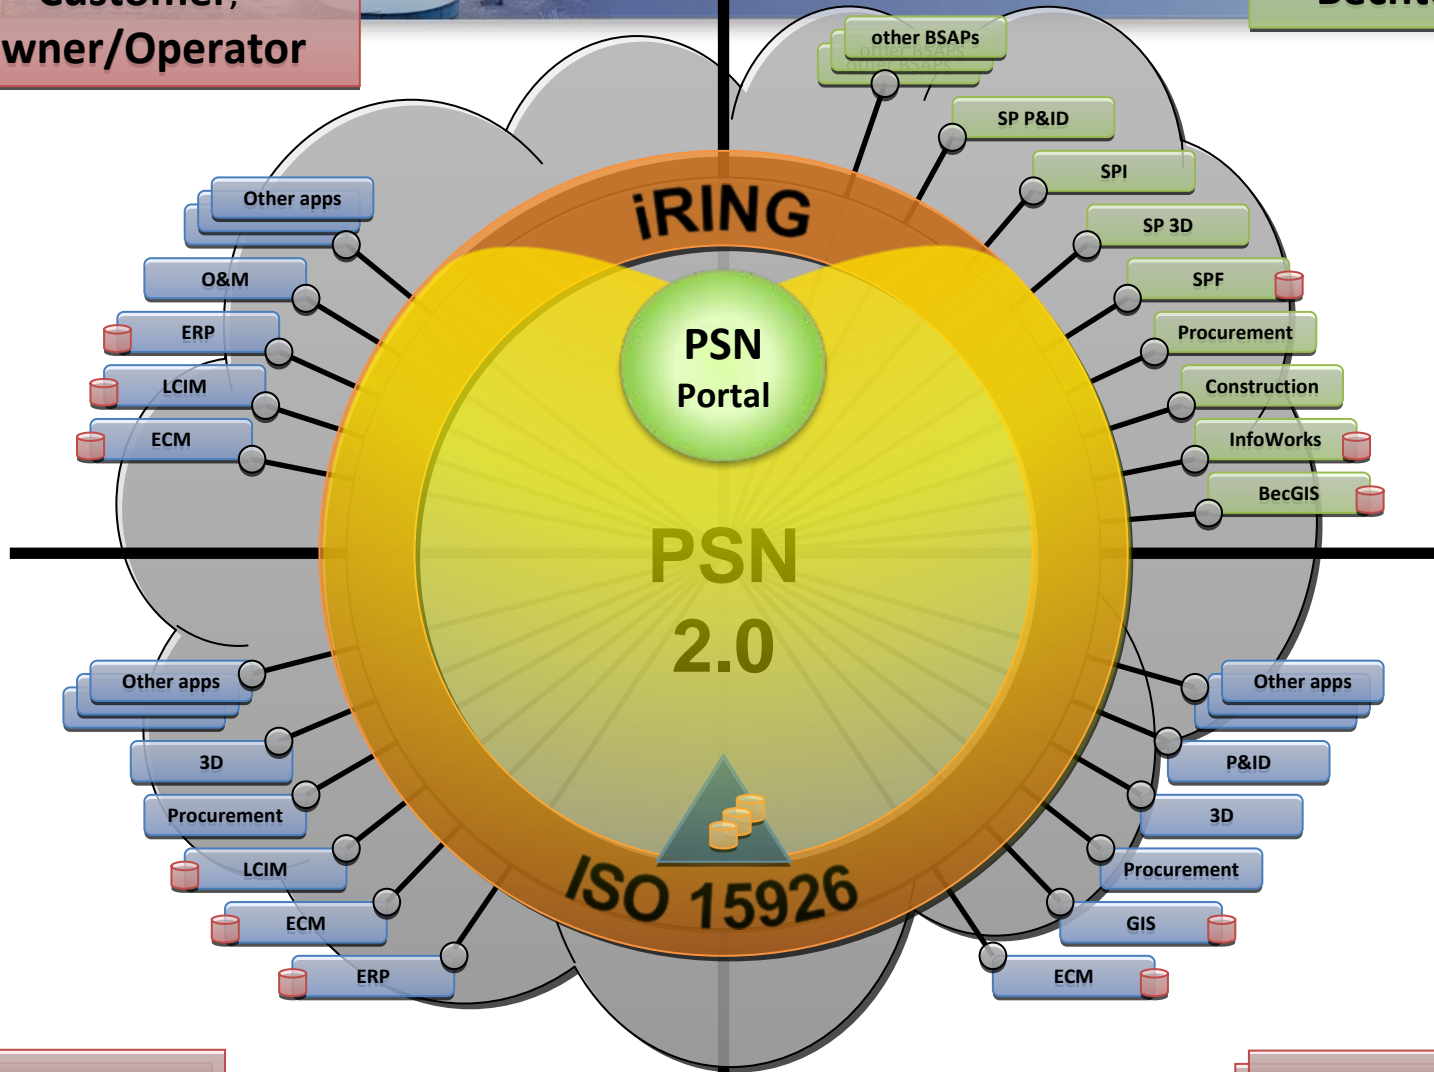 Customer,
wner/Operator
other BSAPs
SP P&ID
SPI
SP 3D
SPF
Procurement
Construction
InfoWorks
BecGIS
Other apps
O&M
ERP
LCIM
ECM
iRING
PSN
Portal
PSN
2.0
ISO 15926
Other apps
3D
Procurement
LCIM
ECM
ERP
Other apps
P&ID
3D
Procurement
GIS
ECM